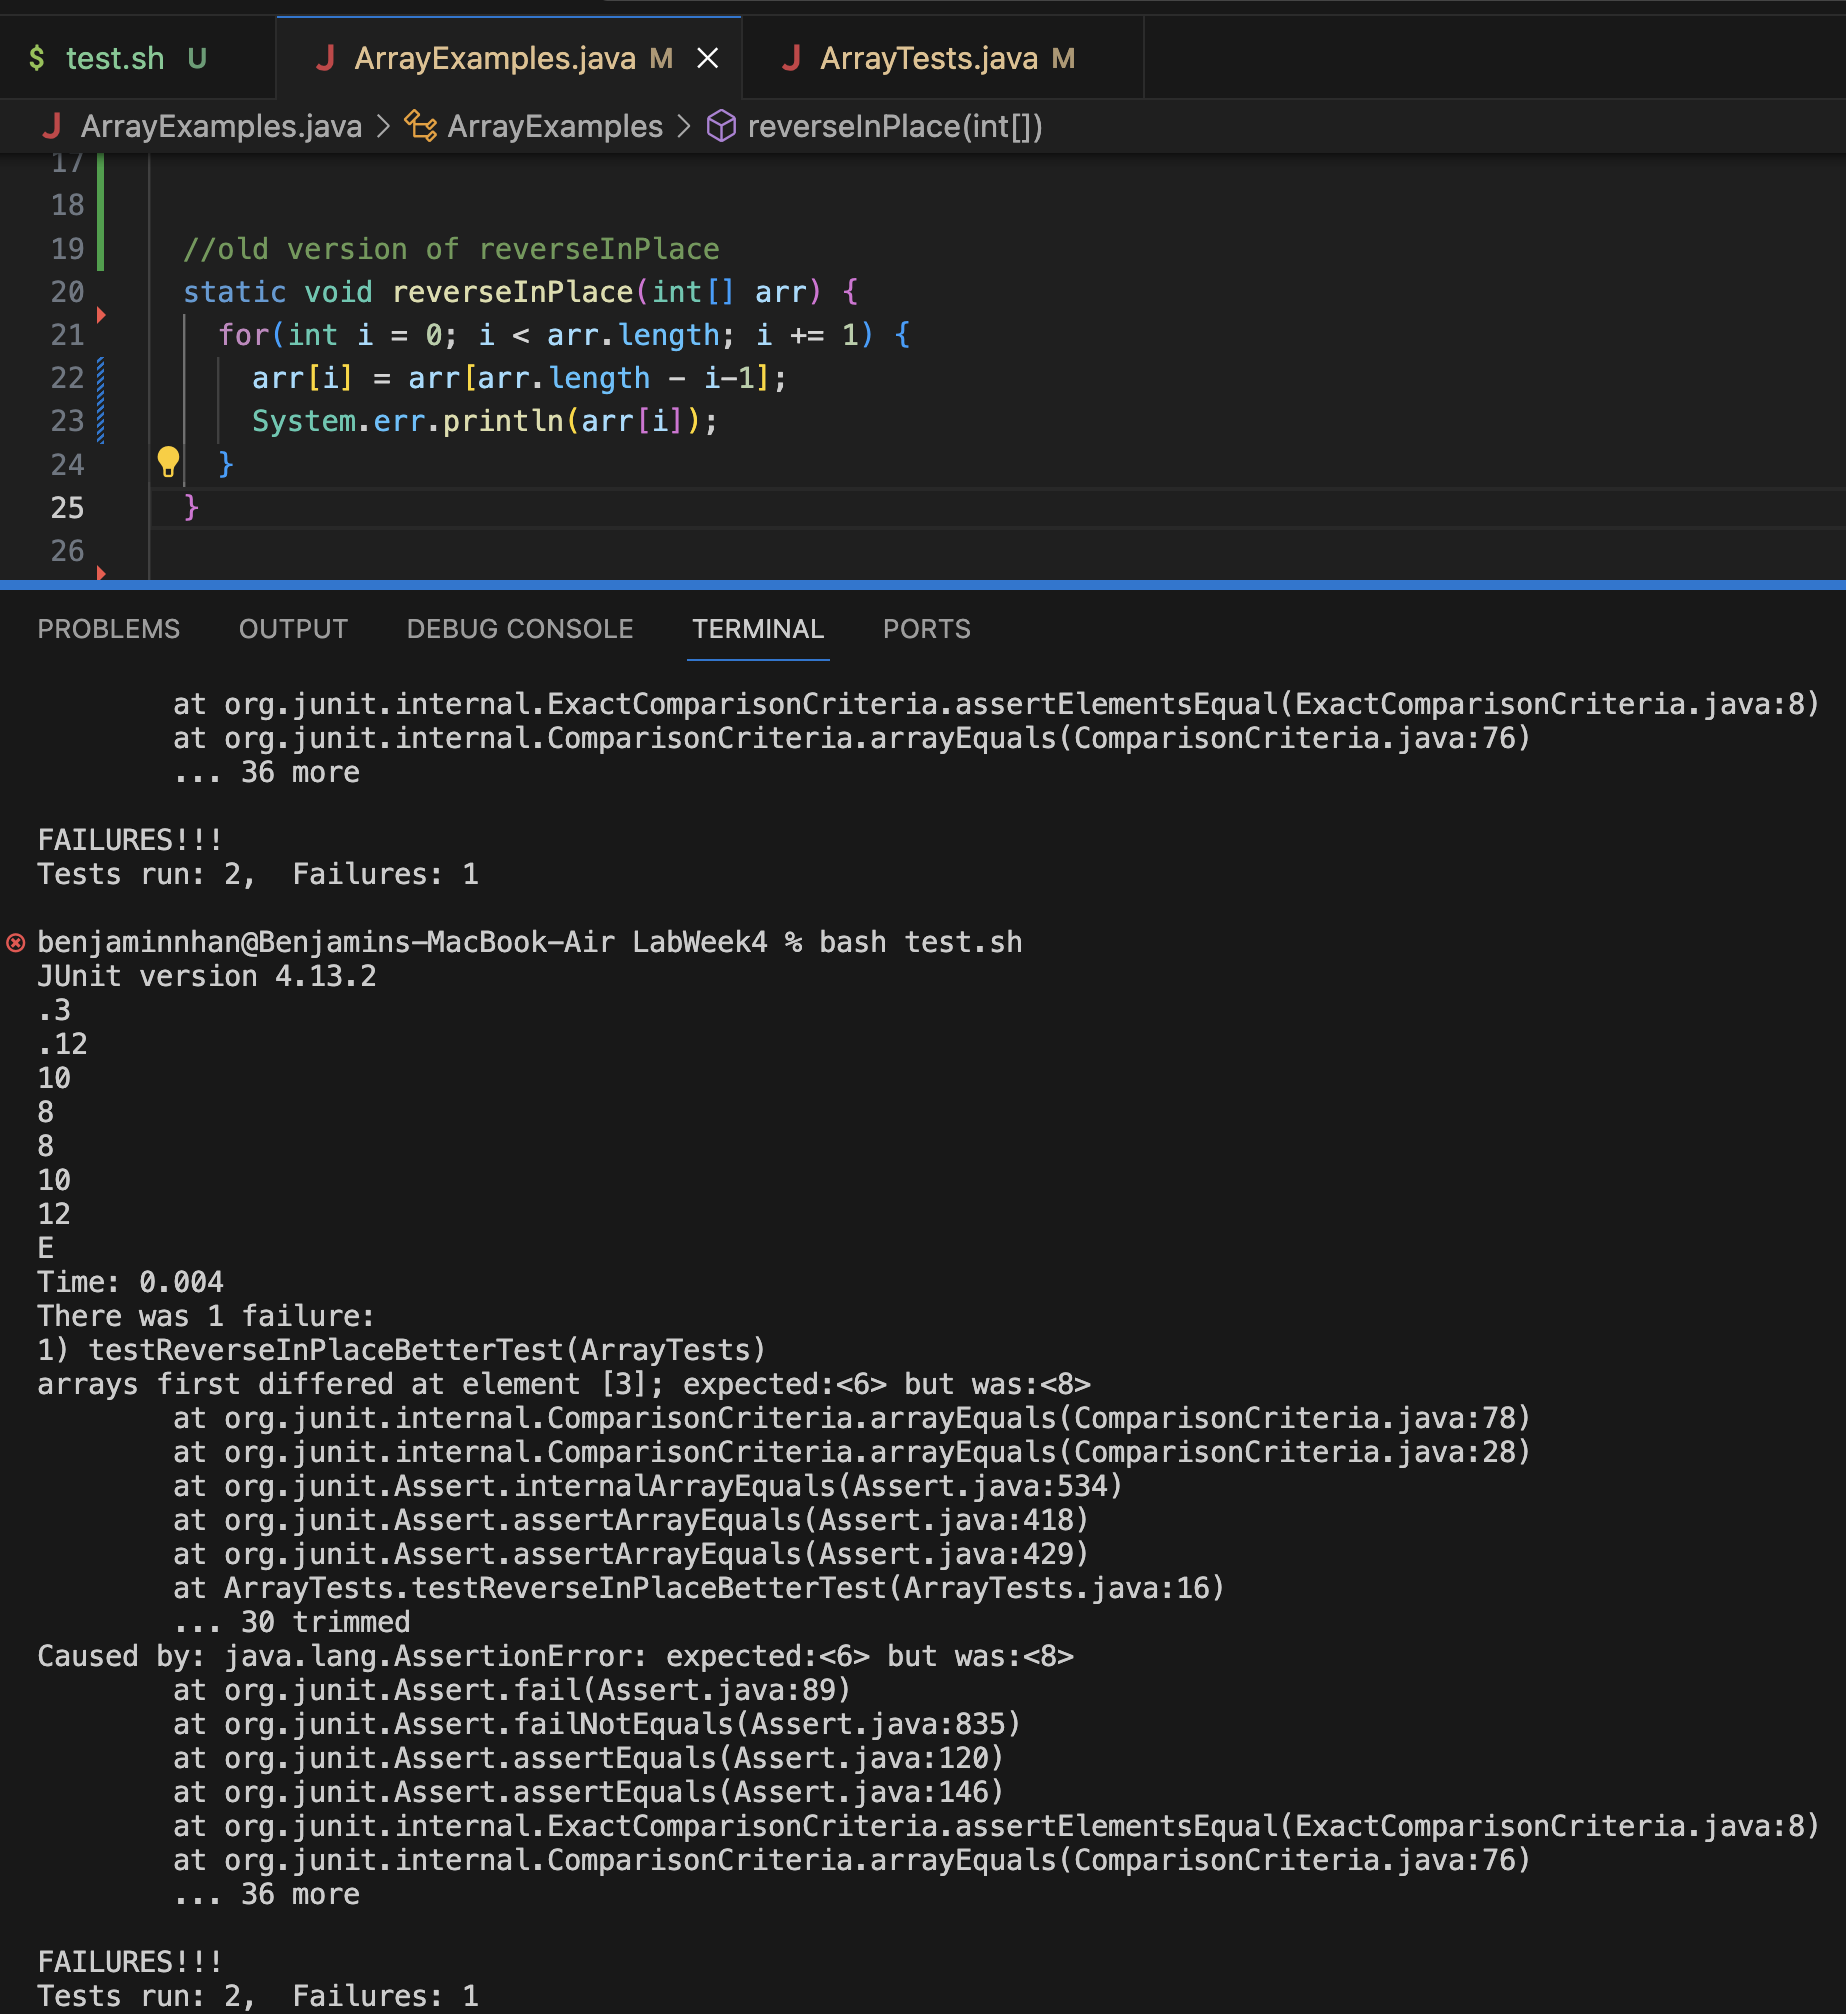 $ test.sh U
J ArrayExamples.java M
J ArrayTests.java M
J ArrayExamples.java > ArrayExamples > reverseInPlace(int[])
17
18
19 //old version of reverseInPlace
20 static void reverseInPlace(int[] arr) {
21 for(int i = 0; i < arr.length; i += 1) {
22 arr[i] = arr[arr.length - i-1];
23 System.err.println(arr[i]);
24 }
25 }
26
PROBLEMS OUTPUT DEBUG CONSOLE TERMINAL PORTS
at org.junit.internal.ExactComparisonCriteria.assertElementsEqual(ExactComparisonCriteria.java:8)
at org.junit.internal.ComparisonCriteria.arrayEquals(ComparisonCriteria.java:76)
... 36 more
FAILURES!!!
Tests run: 2,  Failures: 1
benjaminnhan@Benjamins-MacBook-Air LabWeek4 % bash test.sh
JUnit version 4.13.2
.3
.12
10
8
8
10
12
E
Time: 0.004
There was 1 failure:
1) testReverseInPlaceBetterTest(ArrayTests)
arrays first differed at element [3]; expected:<6> but was:<8>
at org.junit.internal.ComparisonCriteria.arrayEquals(ComparisonCriteria.java:78)
at org.junit.internal.ComparisonCriteria.arrayEquals(ComparisonCriteria.java:28)
at org.junit.Assert.internalArrayEquals(Assert.java:534)
at org.junit.Assert.assertArrayEquals(Assert.java:418)
at org.junit.Assert.assertArrayEquals(Assert.java:429)
at ArrayTests.testReverseInPlaceBetterTest(ArrayTests.java:16)
... 30 trimmed
Caused by: java.lang.AssertionError: expected:<6> but was:<8>
at org.junit.Assert.fail(Assert.java:89)
at org.junit.Assert.failNotEquals(Assert.java:835)
at org.junit.Assert.assertEquals(Assert.java:120)
at org.junit.Assert.assertEquals(Assert.java:146)
at org.junit.internal.ExactComparisonCriteria.assertElementsEqual(ExactComparisonCriteria.java:8)
at org.junit.internal.ComparisonCriteria.arrayEquals(ComparisonCriteria.java:76)
... 36 more
FAILURES!!!
Tests run: 2,  Failures: 1